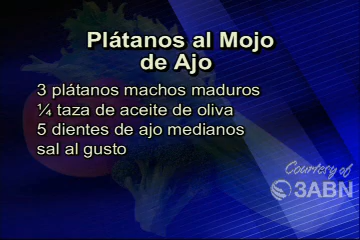 Plátanos al Mojo
de Ajo
3 plátanos machos maduros
¼ taza de aceite de oliva
5 dientes de ajo medianos
sal al gusto
Courtesy of
3ABN